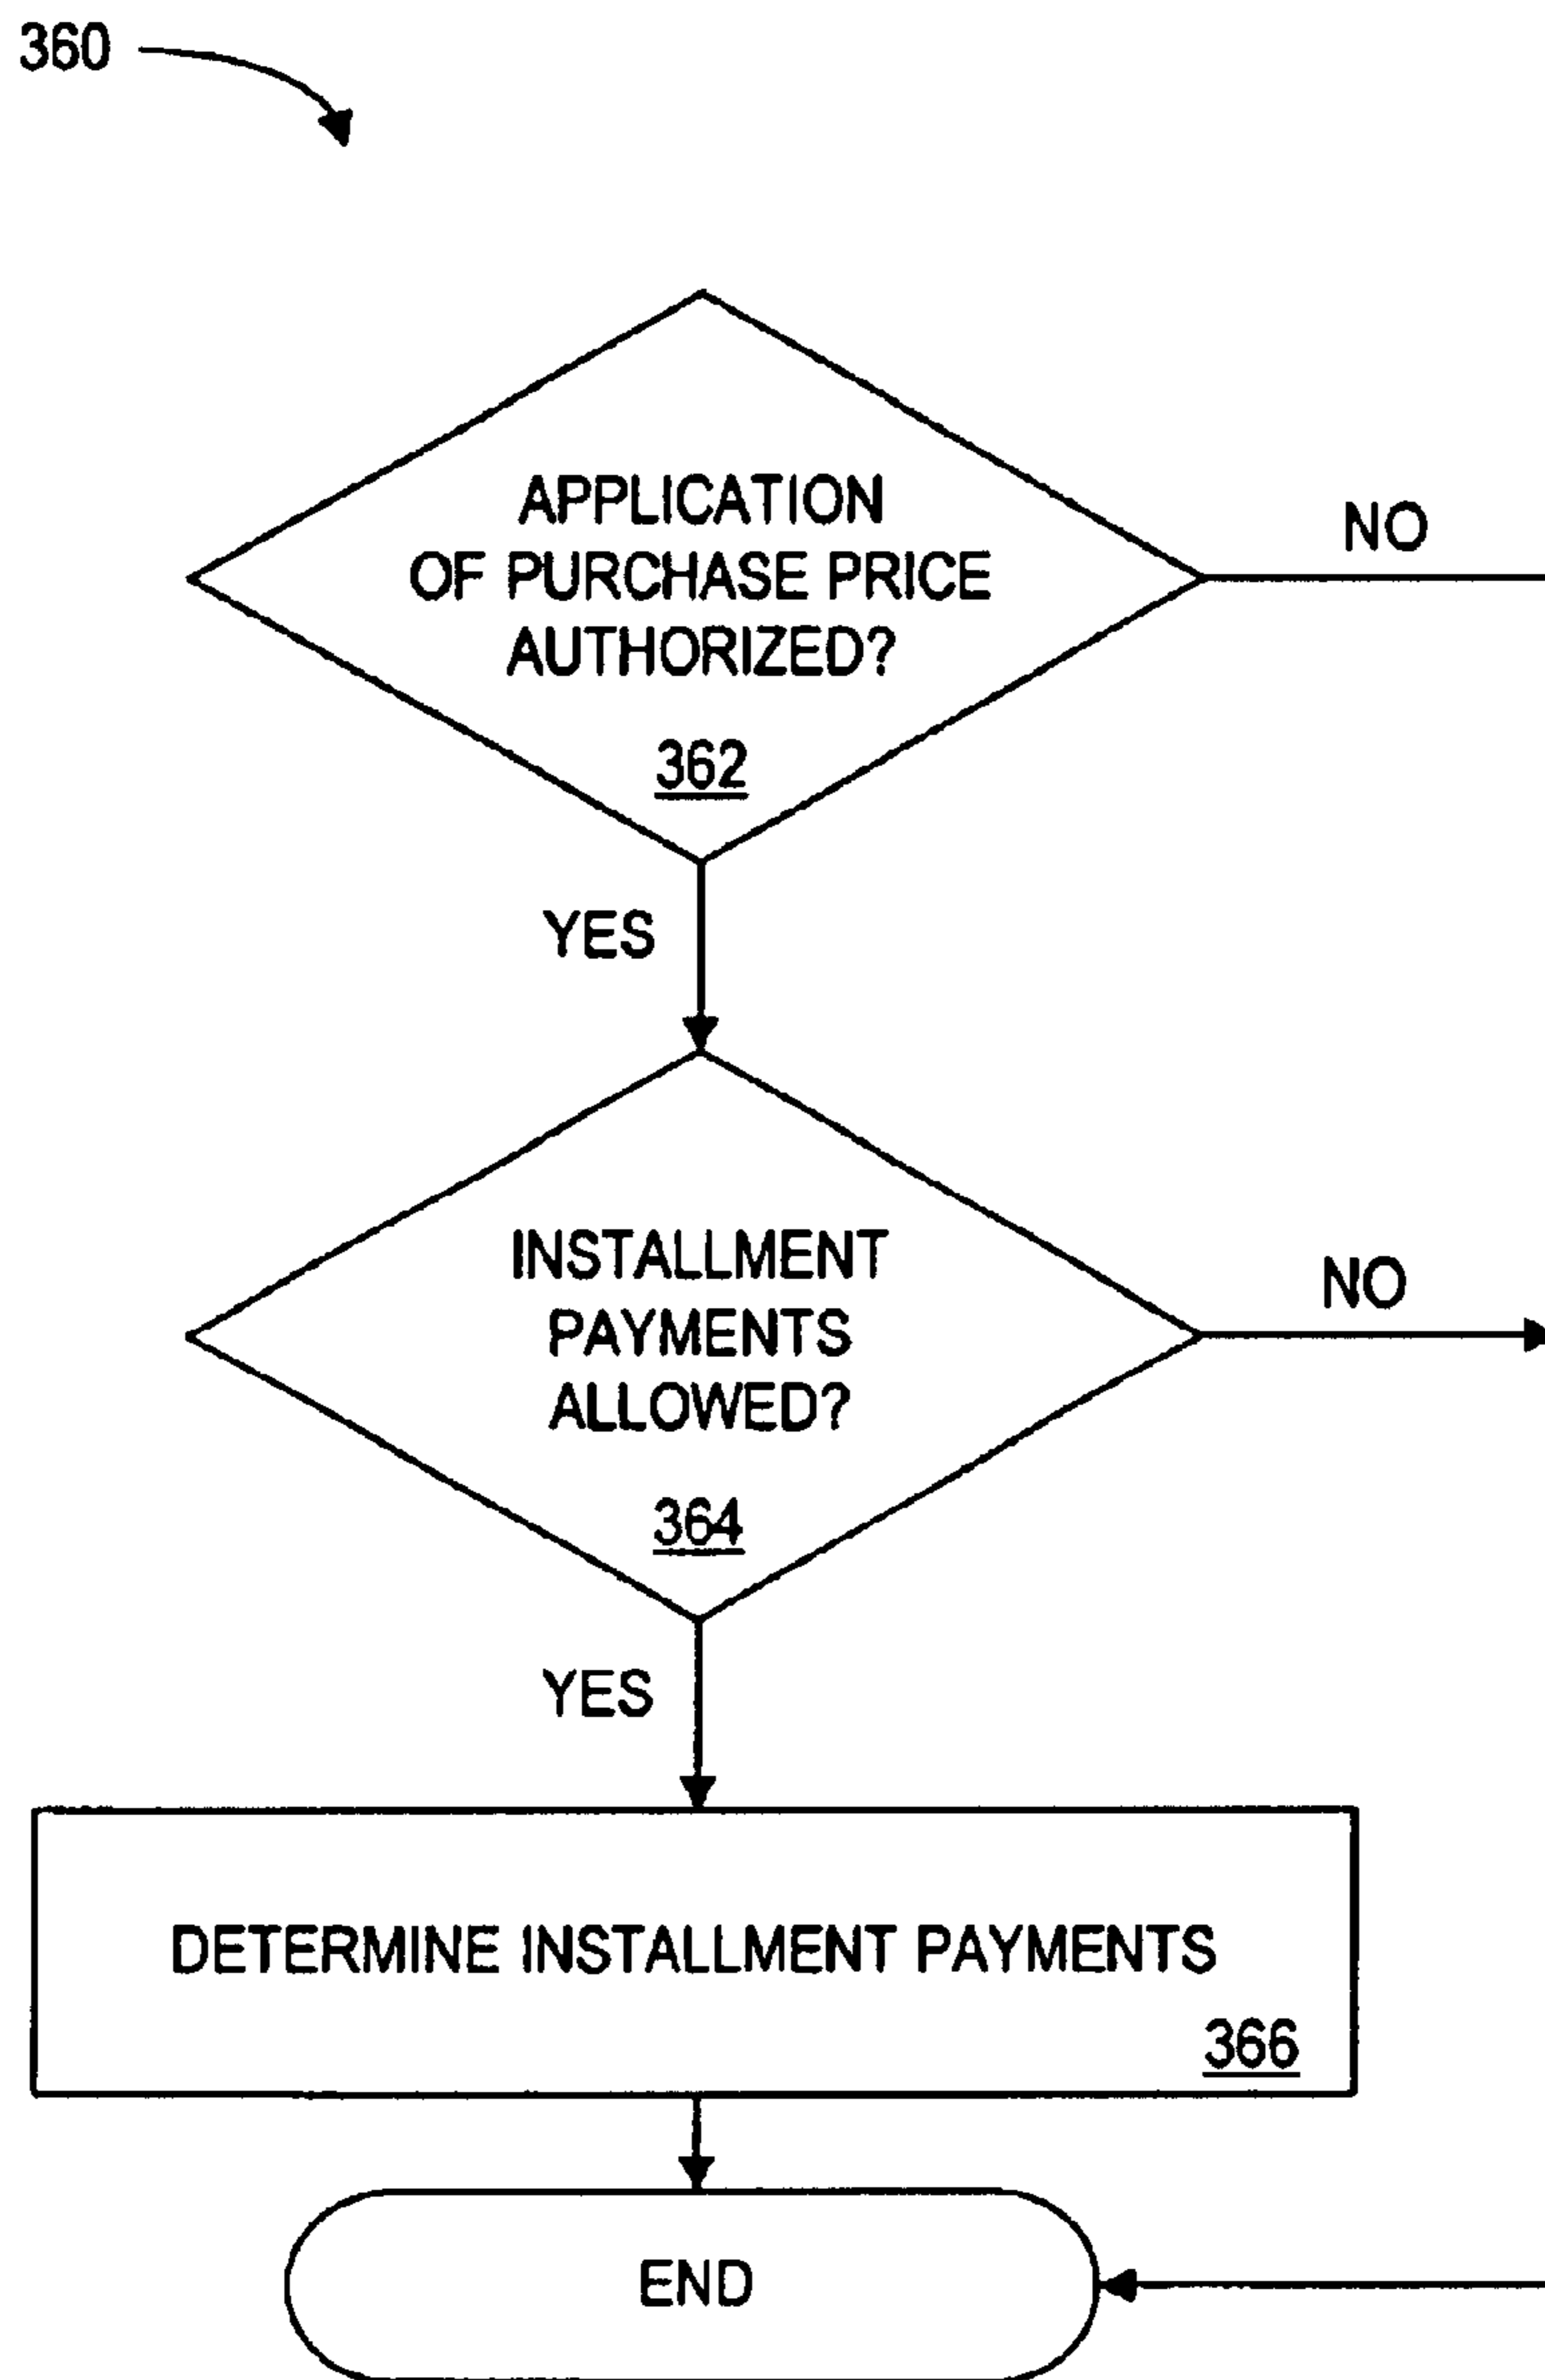 360
APPLICATION
OF PURCHASE PRICE
AUTHORIZED?
362
NO
YES
INSTALLMENT
PAYMENTS
ALLOWED?
364
NO
YES
DETERMINE INSTALLMENT PAYMENTS
366
END